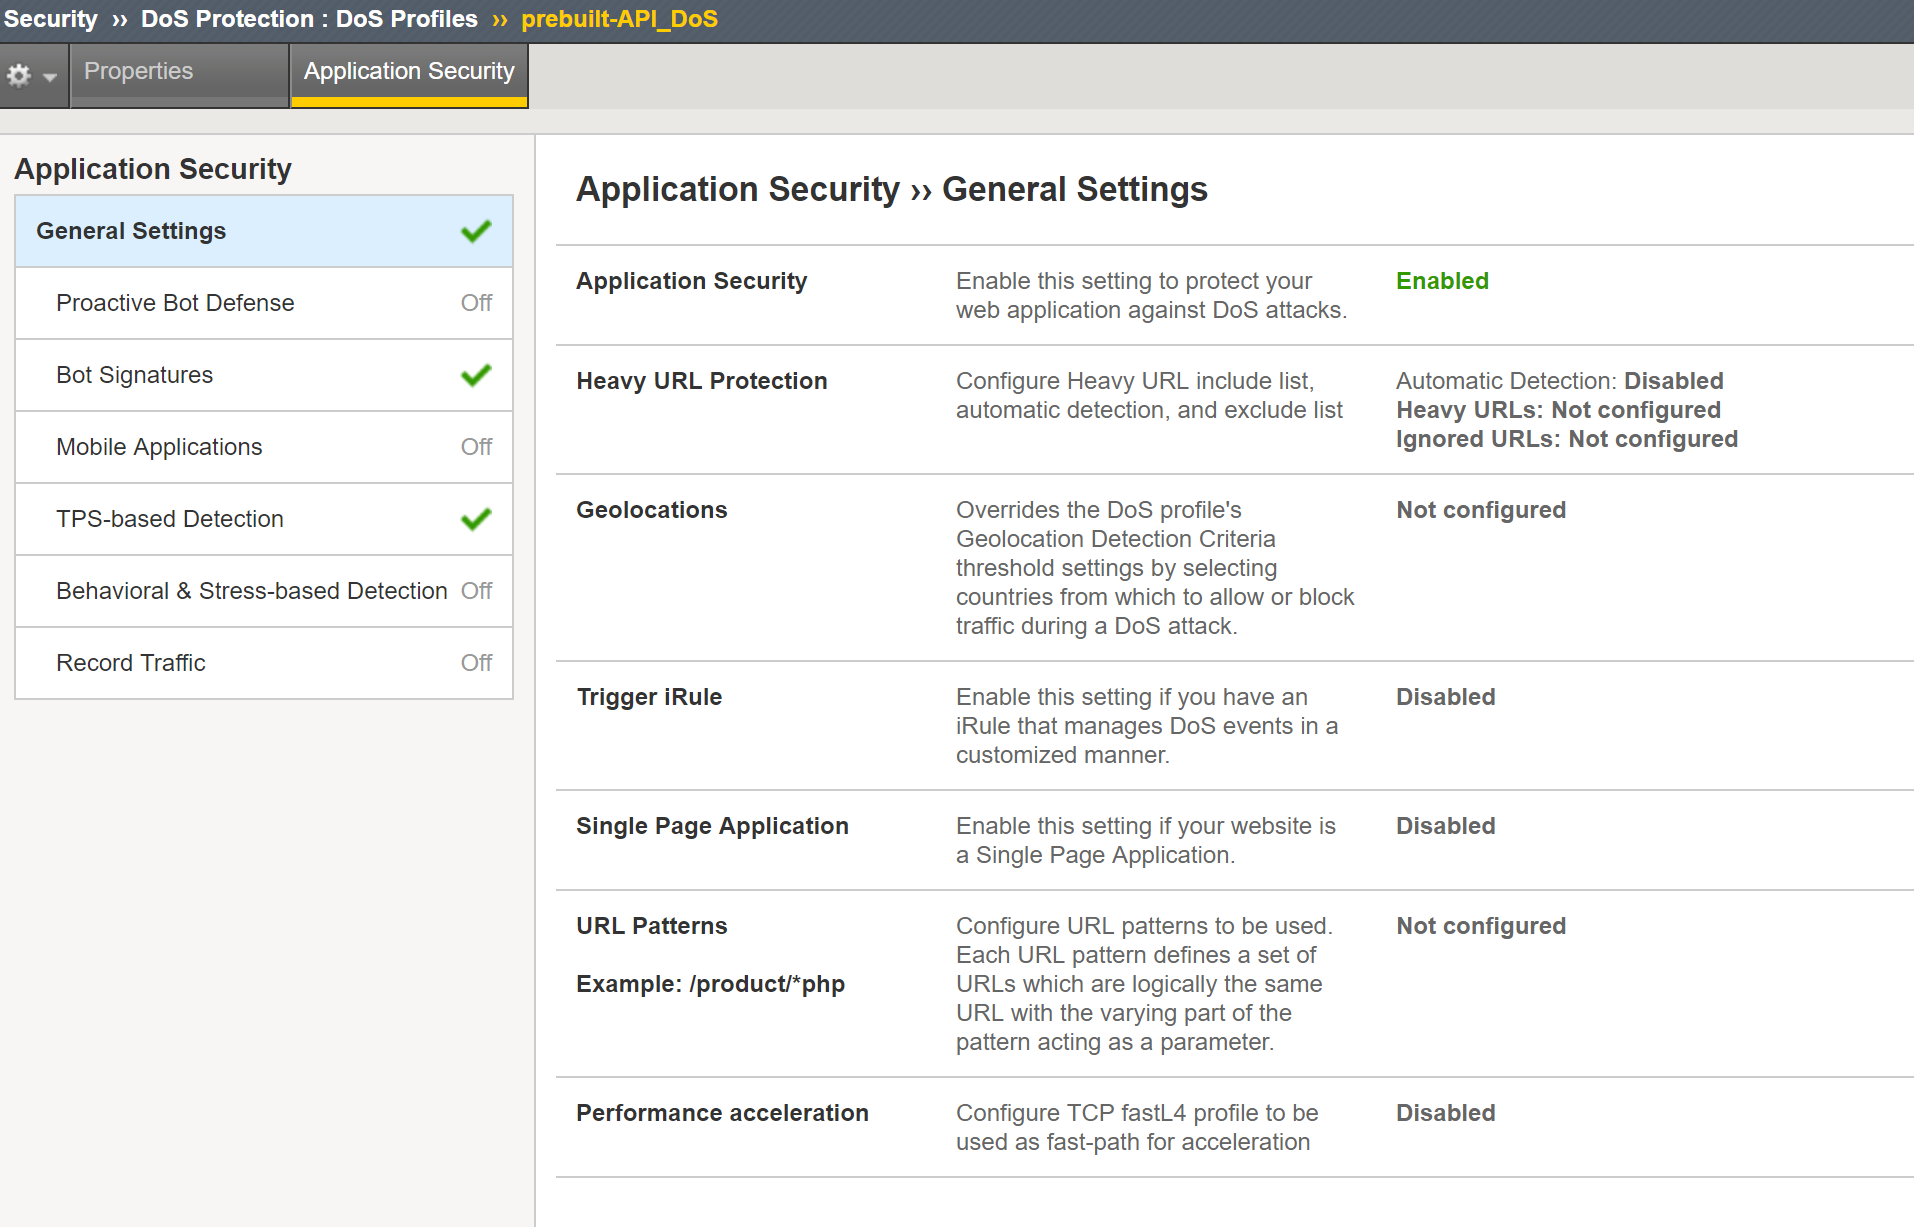 Security ›› DoS Protection : DoS Profiles ›› prebuilt-API_DoS
Properties
Application Security
Application Security
General Settings
Proactive Bot Defense Off
Bot Signatures
Mobile Applications Off
TPS-based Detection
Behavioral & Stress-based Detection Off
Record Traffic Off
Application Security ›› General Settings
Application Security
Enable this setting to protect your
web application against DoS attacks.
Enabled
Heavy URL Protection
Configure Heavy URL include list,
automatic detection, and exclude list
Automatic Detection: Disabled
Heavy URLs: Not configured
Ignored URLs: Not configured
Geolocations
Overrides the DoS profile's
Geolocation Detection Criteria
threshold settings by selecting
countries from which to allow or block
traffic during a DoS attack.
Not configured
Trigger iRule
Enable this setting if you have an
iRule that manages DoS events in a
customized manner.
Disabled
Single Page Application
Enable this setting if your website is
a Single Page Application.
Disabled
URL Patterns
Example: /product/*php
Configure URL patterns to be used.
Each URL pattern defines a set of
URLs which are logically the same
URL with the varying part of the
pattern acting as a parameter.
Not configured
Performance acceleration
Configure TCP fastL4 profile to be
used as fast-path for acceleration
Disabled